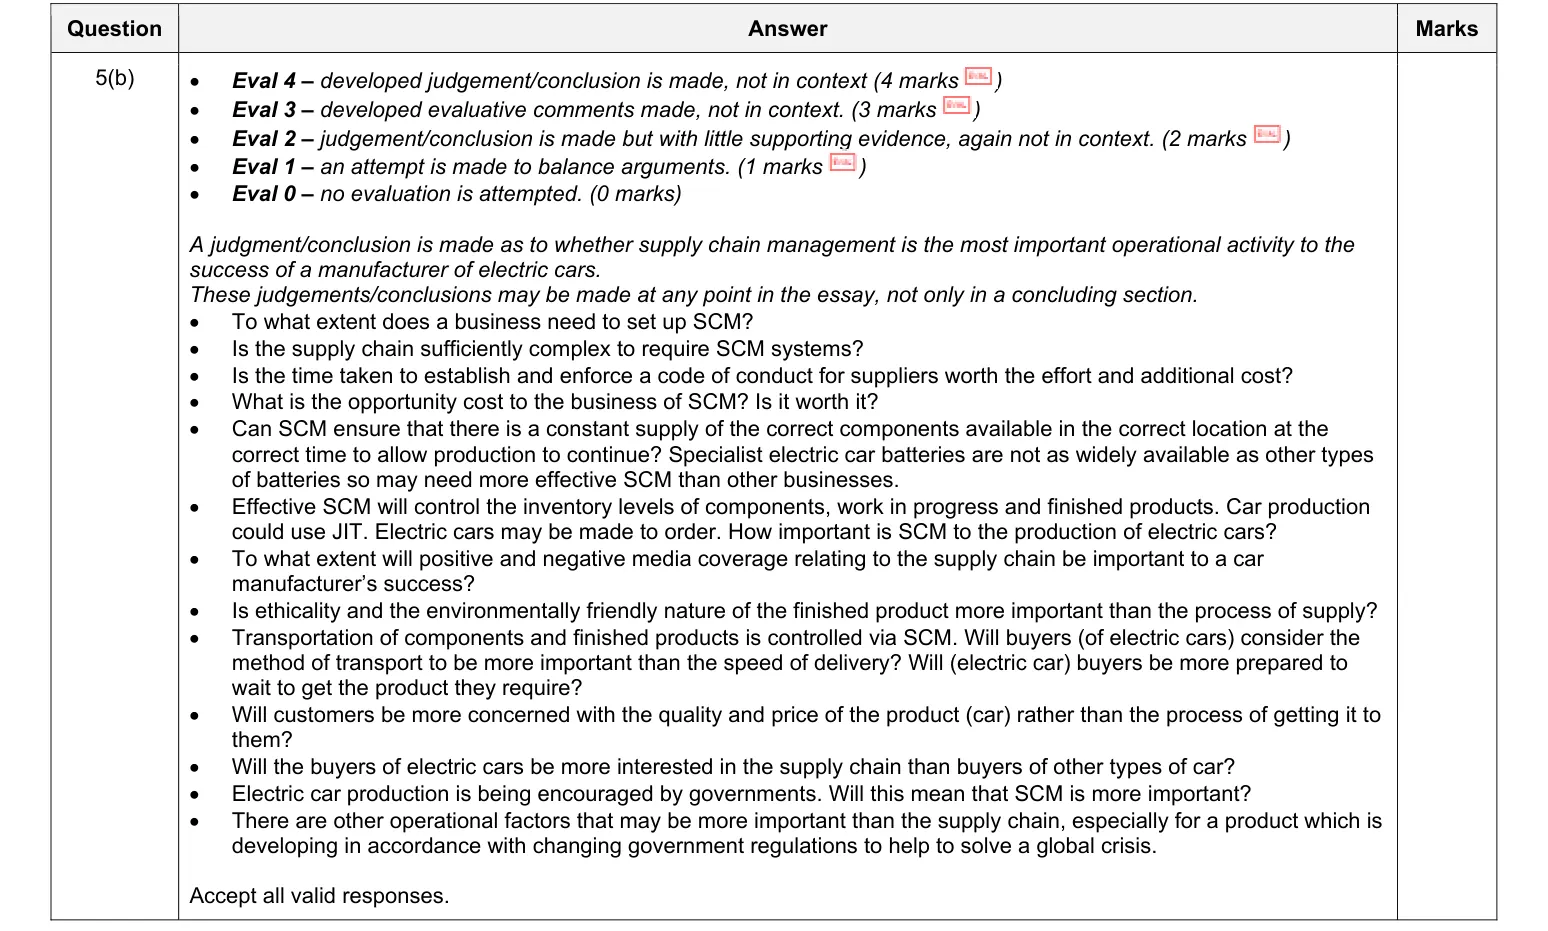 Question Answer Marks
5(b)
• Eval 4 – developed judgement/conclusion is made, not in context (4 marks EVAL )
• Eval 3 – developed evaluative comments made, not in context. (3 marks EVAL )
• Eval 2 – judgement/conclusion is made but with little supporting evidence, again not in context. (2 marks EVAL )
• Eval 1 – an attempt is made to balance arguments. (1 marks EVAL )
• Eval 0 – no evaluation is attempted. (0 marks)
A judgment/conclusion is made as to whether supply chain management is the most important operational activity to the
success of a manufacturer of electric cars.
These judgements/conclusions may be made at any point in the essay, not only in a concluding section.
• To what extent does a business need to set up SCM?
• Is the supply chain sufficiently complex to require SCM systems?
• Is the time taken to establish and enforce a code of conduct for suppliers worth the effort and additional cost?
• What is the opportunity cost to the business of SCM? Is it worth it?
• Can SCM ensure that there is a constant supply of the correct components available in the correct location at the
correct time to allow production to continue? Specialist electric car batteries are not as widely available as other types
of batteries so may need more effective SCM than other businesses.
• Effective SCM will control the inventory levels of components, work in progress and finished products. Car production
could use JIT. Electric cars may be made to order. How important is SCM to the production of electric cars?
• To what extent will positive and negative media coverage relating to the supply chain be important to a car
manufacturer's success?
• Is ethicality and the environmentally friendly nature of the finished product more important than the process of supply?
• Transportation of components and finished products is controlled via SCM. Will buyers (of electric cars) consider the
method of transport to be more important than the speed of delivery? Will (electric car) buyers be more prepared to
wait to get the product they require?
• Will customers be more concerned with the quality and price of the product (car) rather than the process of getting it to
them?
• Will the buyers of electric cars be more interested in the supply chain than buyers of other types of car?
• Electric car production is being encouraged by governments. Will this mean that SCM is more important?
• There are other operational factors that may be more important than the supply chain, especially for a product which is
developing in accordance with changing government regulations to help to solve a global crisis.
Accept all valid responses.